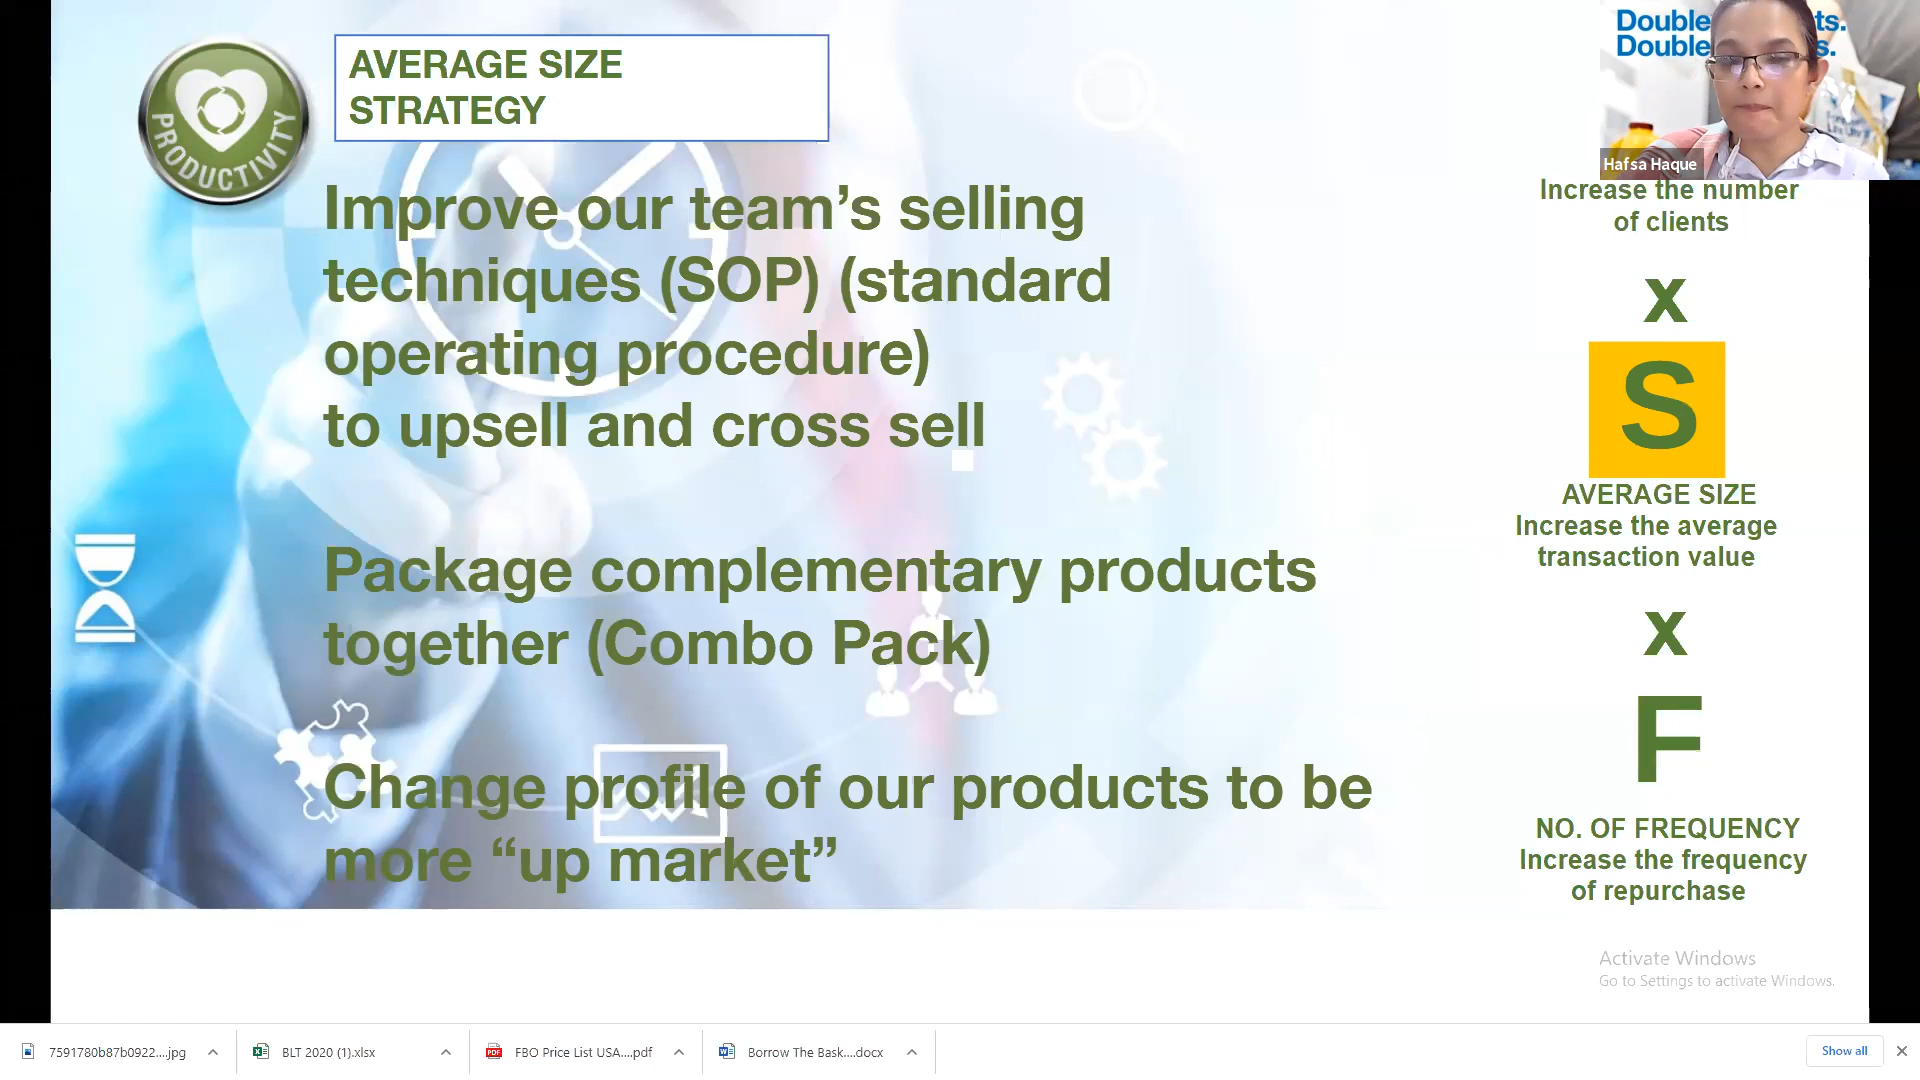 AVERAGE SIZE
STRATEGY
PRODUCTIVITY
Improve our team’s selling
techniques (SOP) (standard
operating procedure)
to upsell and cross sell
Package complementary products
together (Combo Pack)
Change profile of our products to be
more “up market”
Double ts.
Double s.
Hafsa Haque
Increase the number
of clients
x
S
AVERAGE SIZE
Increase the average
transaction value
x
F
NO. OF FREQUENCY
Increase the frequency
of repurchase
Activate Windows
Go to Settings to activate Windows.
7591780b87b0922....jpg
BLT 2020 (1).xlsx
FBO Price List USA....pdf
Borrow The Bask....docx
Show all